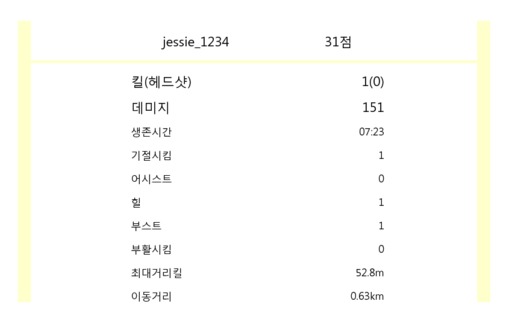 jessie_1234 31점
킬(헤드샷) 1(0)
데미지 151
생존시간 07:23
기절시킴 1
어시스트 0
힐 1
부스트 1
부활시킴 0
최대거리킬 52.8m
이동거리 0.63km